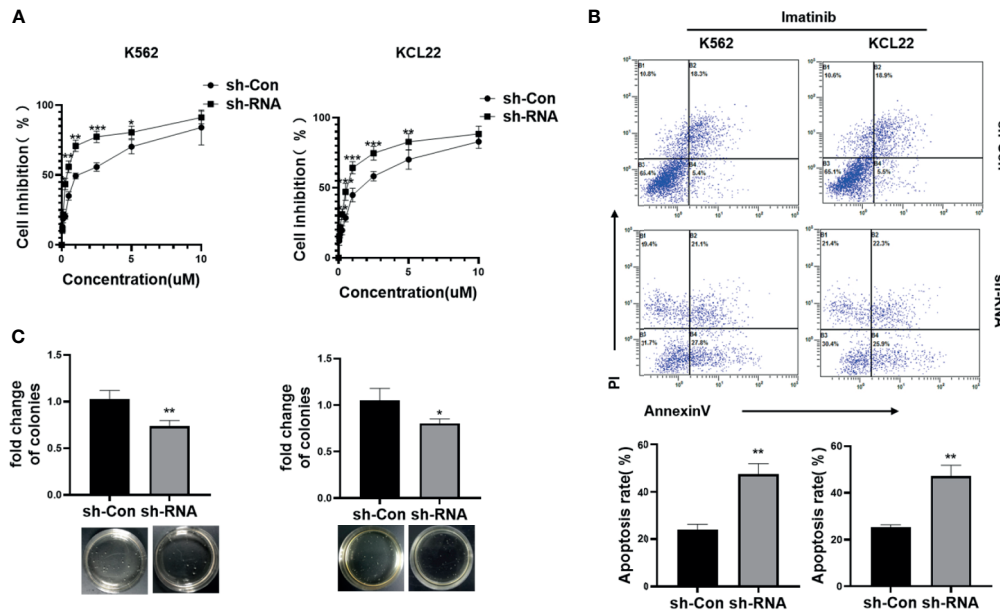 A
K562
sh-Con
sh-RNA
Cell inhibition( % )
100
50
0
** ** *** *
0 5 10
Concentration(uM)
KCL22
sh-Con
sh-RNA
Cell inhibition( % )
100
50
0
*** *** **
0 5 10
Concentration(uM)
B
Imatinib
K562
KCL22
B1
10.8%
B2
18.3%
B3
65.4%
B4
5.4%
B1
10.6%
B2
18.9%
B3
65.1%
B4
5.5%
B1
19.4%
B2
21.1%
B3
31.7%
B4
27.8%
B1
21.4%
B2
22.3%
B3
30.4%
B4
25.9%
sh-RNA
PI
AnnexinV
Apoptosis rate( % )
60
40
20
0
**
sh-Con sh-RNA
Apoptosis rate( % )
60
40
20
0
**
sh-Con sh-RNA
C
fold change
of colonies
1.5
1.0
0.5
0.0
**
sh-Con sh-RNA
fold change
of colonies
1.5
1.0
0.5
0.0
*
sh-Con sh-RNA